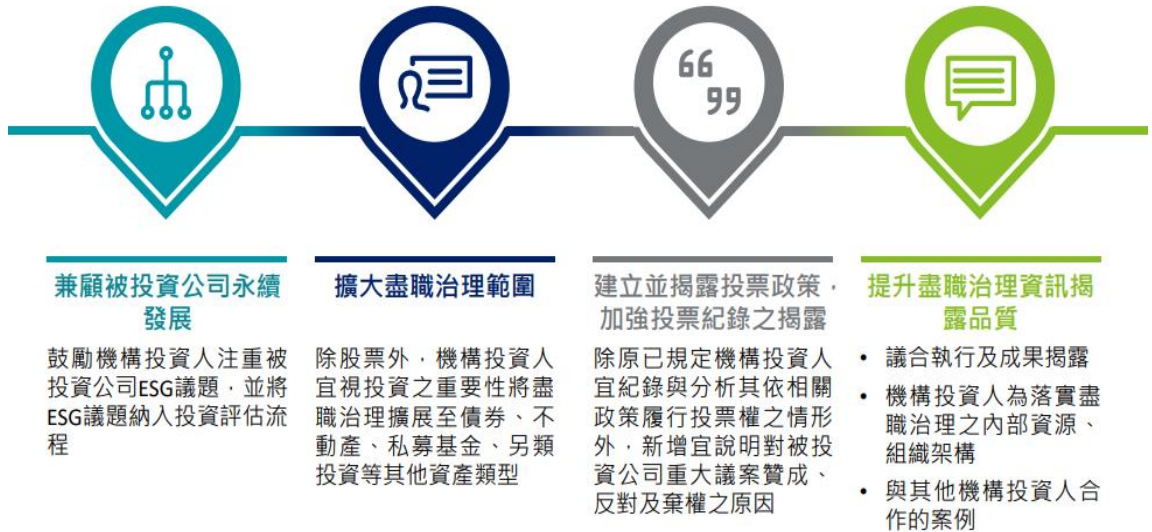 66
99
兼顧被投資公司永續
發展
鼓勵機構投資人注重被
投資公司ESG議題，並將
ESG議題納入投資評估流
程
擴大盡職治理範圍
除股票外，機構投資人
宜視投資之重要性將盡
職治理擴展至債券、不
動產、私募基金、另類
投資等其他資產類型
建立並揭露投票政策，
加強投票紀錄之揭露
除原已規定機構投資人
宜紀錄與分析其依相關
政策履行投票權之情形
外，新增宜說明對被投
資公司重大議案贊成、
反對及棄權之原因
提升盡職治理資訊揭
露品質
• 議合執行及成果揭露
• 機構投資人為落實盡
職治理之內部資源、
組織架構
• 與其他機構投資人合
作的案例